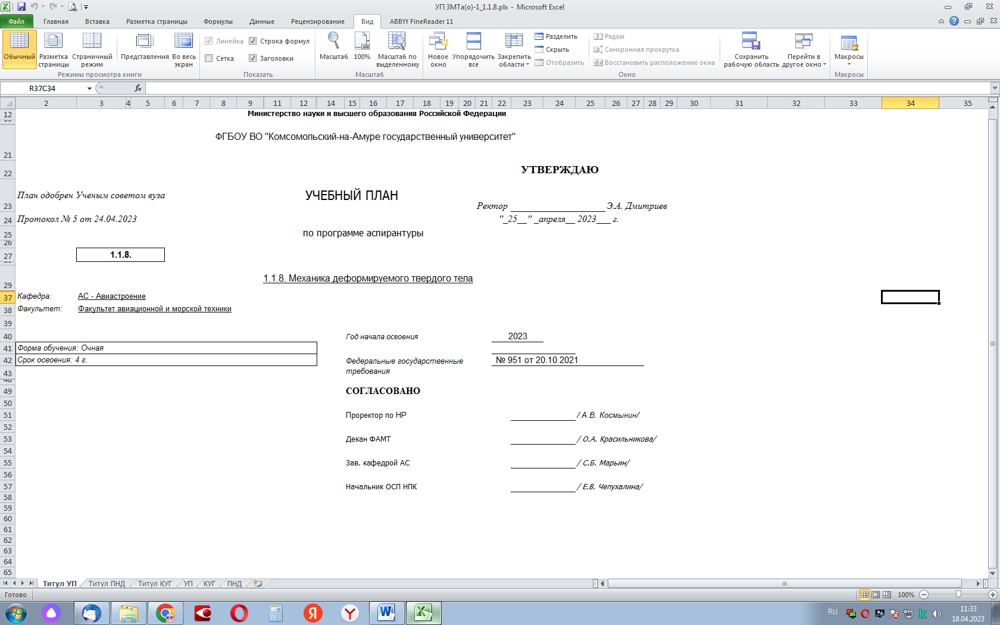 УП ЗМТа(о)-1_1.1.8.plx - Microsoft Excel
Файл Главная Вставка Разметка страницы Формулы Данные Рецензирование Вид ABBYY FineReader 11
Обычный Разметка страницы Страничный режим Представления Во весь экран
Линейка Строка формул
Сетка Заголовки
Масштаб 100% Масштаб по выделенному
Новое окно Упорядочить все Закрепить области
Разделить
Скрыть
Отобразить
Рядом
Синхронная прокрутка
Восстановить расположение окна
Сохранить рабочую область Перейти в другое окно Макросы
Режимы просмотра книги Показать Масштаб Окно Макросы
R37C34 fx
2 3 4 5 6 7 8 9 11 12 14 15 16 17 18 19 20 21 22 23 24 25 26 27 28 29 30 31 32 33 34 35
12 Министерство науки и высшего образования Российской Федерации
ФГБОУ ВО "Комсомольский-на-Амуре государственный университет"
21
22 УТВЕРЖДАЮ
План одобрен Ученым советом вуза УЧЕБНЫЙ ПЛАН
23 Ректор Э.А. Дмитриев
24 Протокол № 5 от 24.04.2023 "_25__" _апреля__ 2023___ г.
25 по программе аспирантуры
26
27 1.1.8.
29 1.1.8. Механика деформируемого твердого тела
37 Кафедра: АС - Авиастроение
38 Факультет: Факультет авиационной и морской техники
39
40 Год начала освоения 2023
41 Форма обучения: Очная
42 Срок освоения: 4 г. Федеральные государственные требования № 951 от 20.10.2021
43
48
49 СОГЛАСОВАНО
50
51 Проректор по НР / А.В. Космынин/
52
53 Декан ФАМТ / О.А. Красильникова/
54
55 Зав. кафедрой АС / С.Б. Марьин/
56
57 Начальник ОСП НПК / Е.В. Чепухалина/
58
59
60
61
62
63
64
65
Титул УП Титул ПНД Титул КУГ УП КУГ ПНД
Готово 100%
RU 11:33
18.04.2023